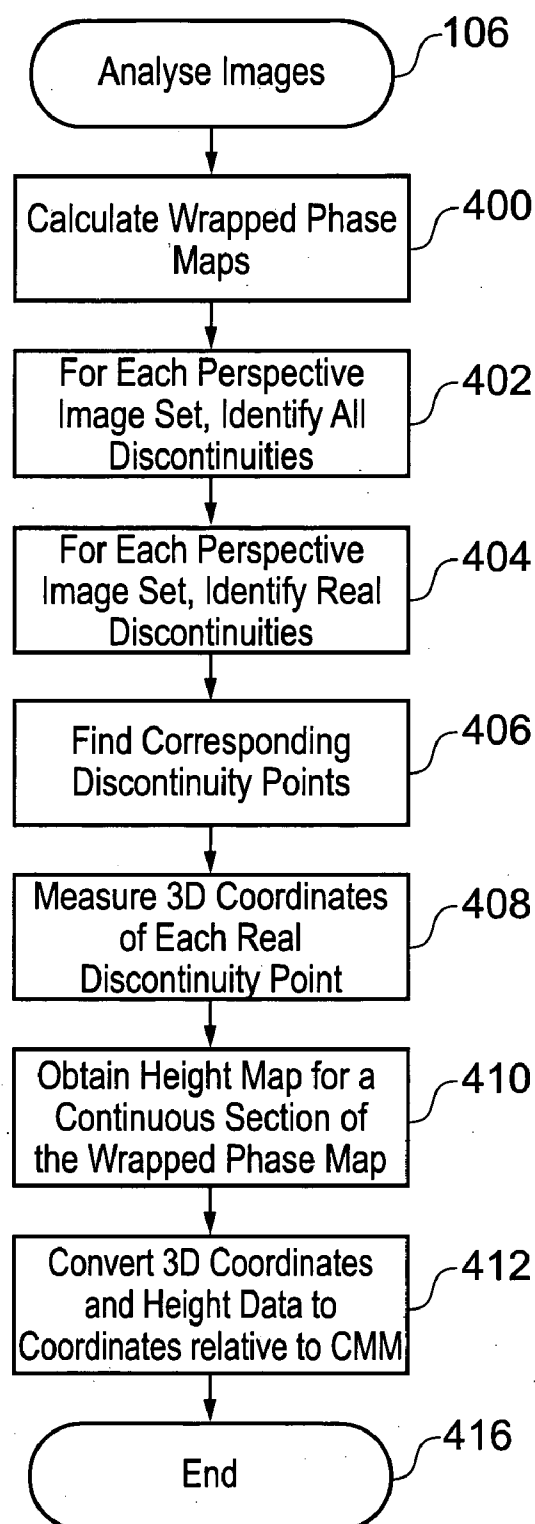 106
Analyse Images
400
Calculate Wrapped Phase
Maps
402
For Each Perspective
Image Set, Identify All
Discontinuities
404
For Each Perspective
Image Set, Identify Real
Discontinuities
406
Find Corresponding
Discontinuity Points
408
Measure 3D Coordinates
of Each Real
Discontinuity Point
410
Obtain Height Map for a
Continuous Section of
the Wrapped Phase Map
412
Convert 3D Coordinates
and Height Data to
Coordinates relative to CMM
416
End